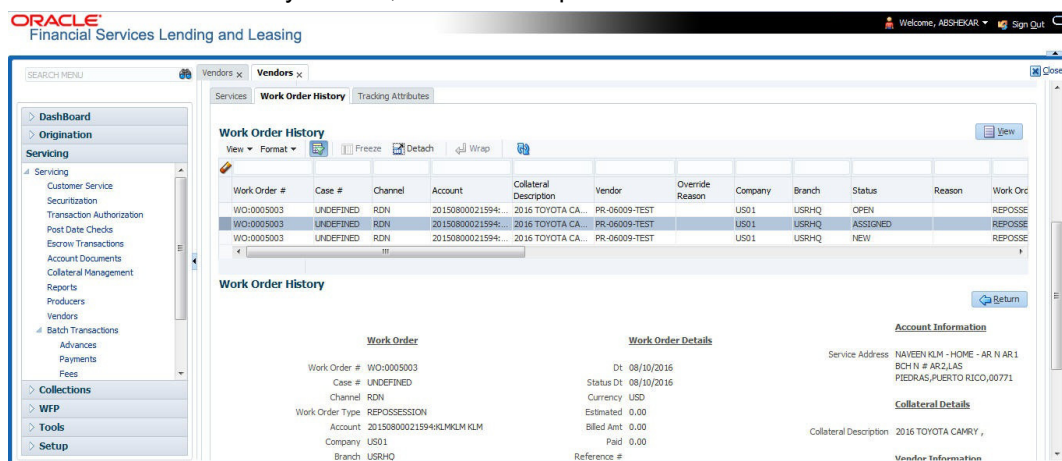 ORACLE
Financial Services Lending and Leasing
Welcome, ABSHEKAR
Sign Out
SEARCH MENU
Vendors x Vendors x
Close
Services Work Order History Tracking Attributes
DashBoard
Origination
Servicing
Servicing
Customer Service
Securitization
Transaction Authorization
Post Date Checks
Escrow Transactions
Account Documents
Collateral Management
Reports
Producers
Vendors
Batch Transactions
Advances
Payments
Fees
Collections
WFP
Tools
Setup
Work Order History
View
View Format Freeze Detach Wrap
Work Order # Case # Channel Account Collateral Description Vendor Override Reason Company Branch Status Reason Work Ord
WO:0005003 UNDEFINED RDN 20150800021594:... 2016 TOYOTA CA... PR-06009-TEST US01 USRHQ OPEN REPOSSE
WO:0005003 UNDEFINED RDN 20150800021594:... 2016 TOYOTA CA... PR-06009-TEST US01 USRHQ ASSIGNED REPOSSE
WO:0005003 UNDEFINED RDN 20150800021594:... 2016 TOYOTA CA... PR-06009-TEST US01 USRHQ NEW REPOSSE
Work Order History
Return
Work Order
Work Order # WO:0005003
Case # UNDEFINED
Channel RDN
Work Order Type REPOSSESSION
Account 20150800021594:KLMKLM KLM
Company US01
Branch USRHQ
Work Order Details
Dt 08/10/2016
Status Dt 08/10/2016
Currency USD
Estimated 0.00
Billed Amt 0.00
Paid 0.00
Reference #
Account Information
Service Address NAVEEN KLM - HOME - AR N AR1
BCH N # AR2,LAS
PIEDRAS,PUERTO RICO,00771
Collateral Details
Collateral Description 2016 TOYOTA CAMRY ,
Vendor Information